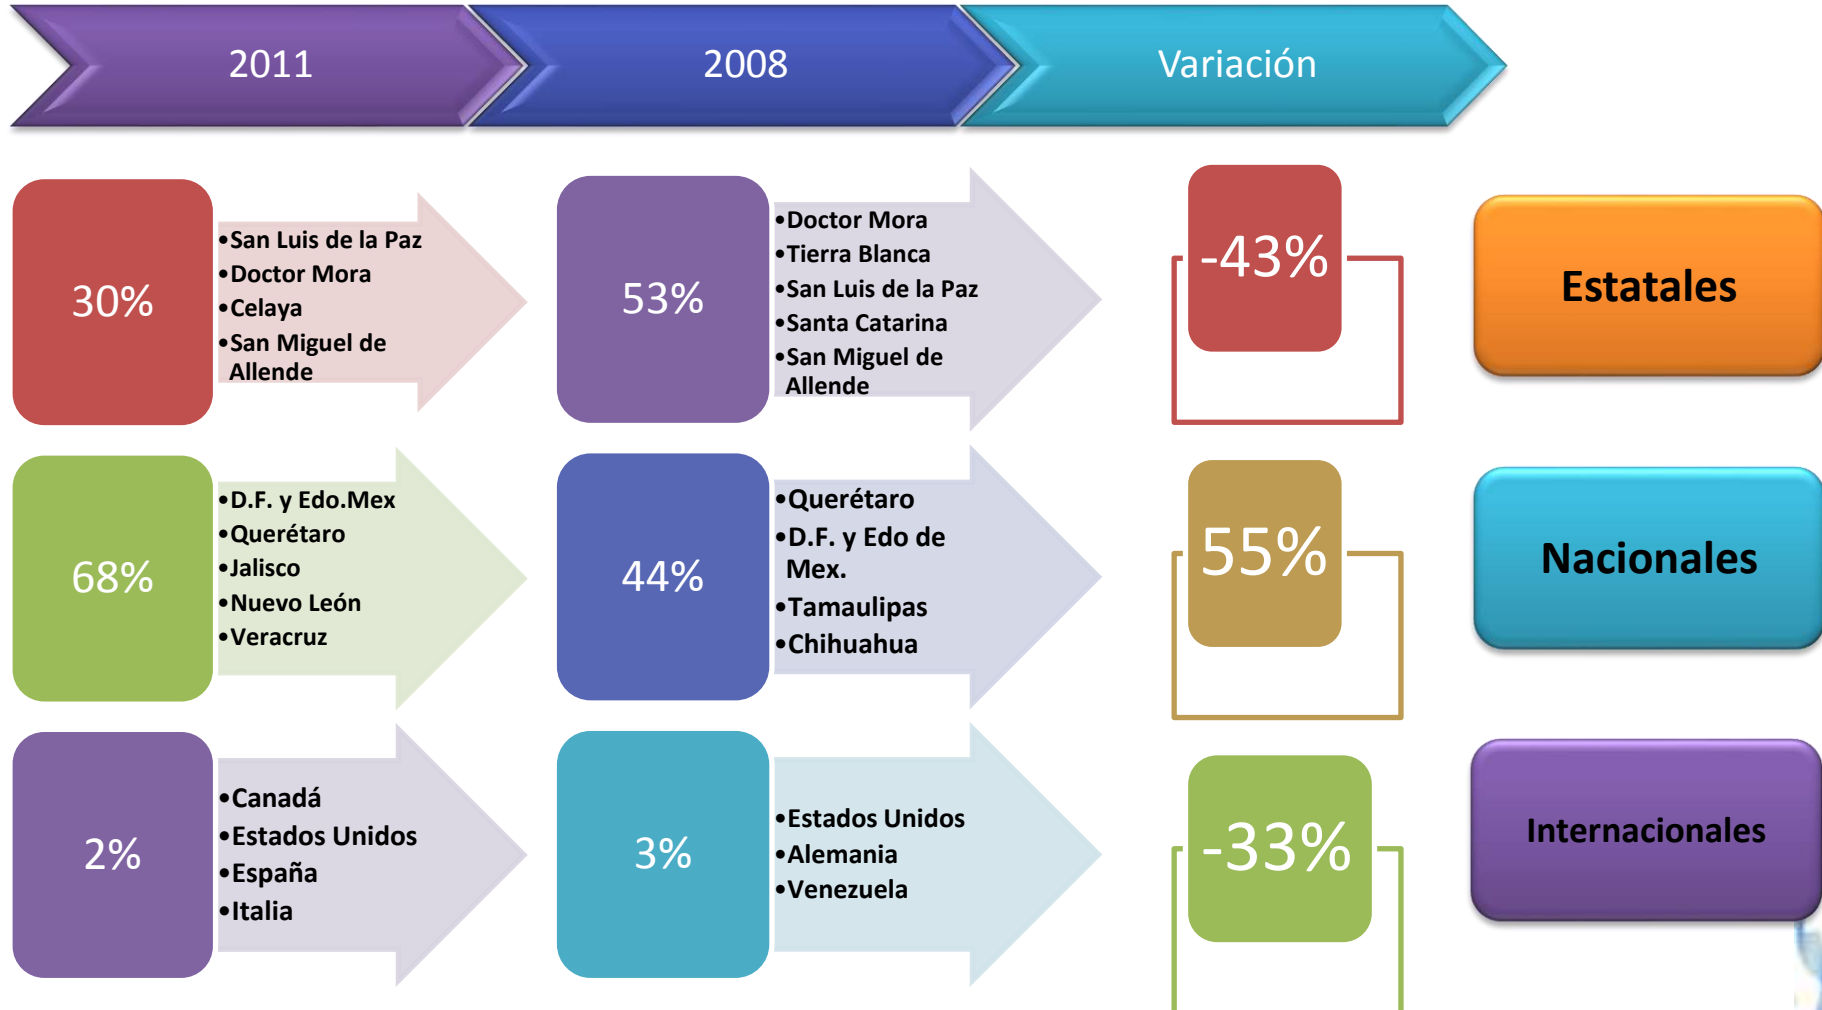 2011
2008
Variación
30%
•San Luis de la Paz
•Doctor Mora
•Celaya
•San Miguel de
Allende
53%
•Doctor Mora
•Tierra Blanca
•San Luis de la Paz
•Santa Catarina
•San Miguel de
Allende
-43%
Estatales
68%
•D.F. y Edo.Mex
•Querétaro
•Jalisco
•Nuevo León
•Veracruz
44%
•Querétaro
•D.F. y Edo de
Mex.
•Tamaulipas
•Chihuahua
55%
Nacionales
2%
•Canadá
•Estados Unidos
•España
•Italia
3%
•Estados Unidos
•Alemania
•Venezuela
-33%
Internacionales